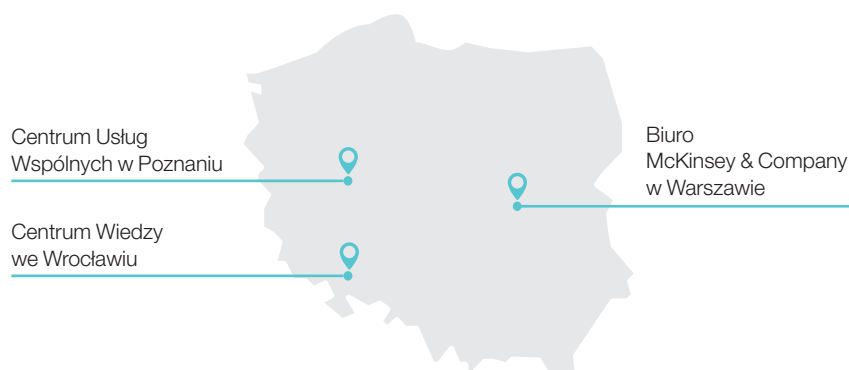 Centrum Usług
Wspólnych w Poznaniu
Centrum Wiedzy
we Wrocławiu
Biuro
McKinsey & Company
w Warszawie